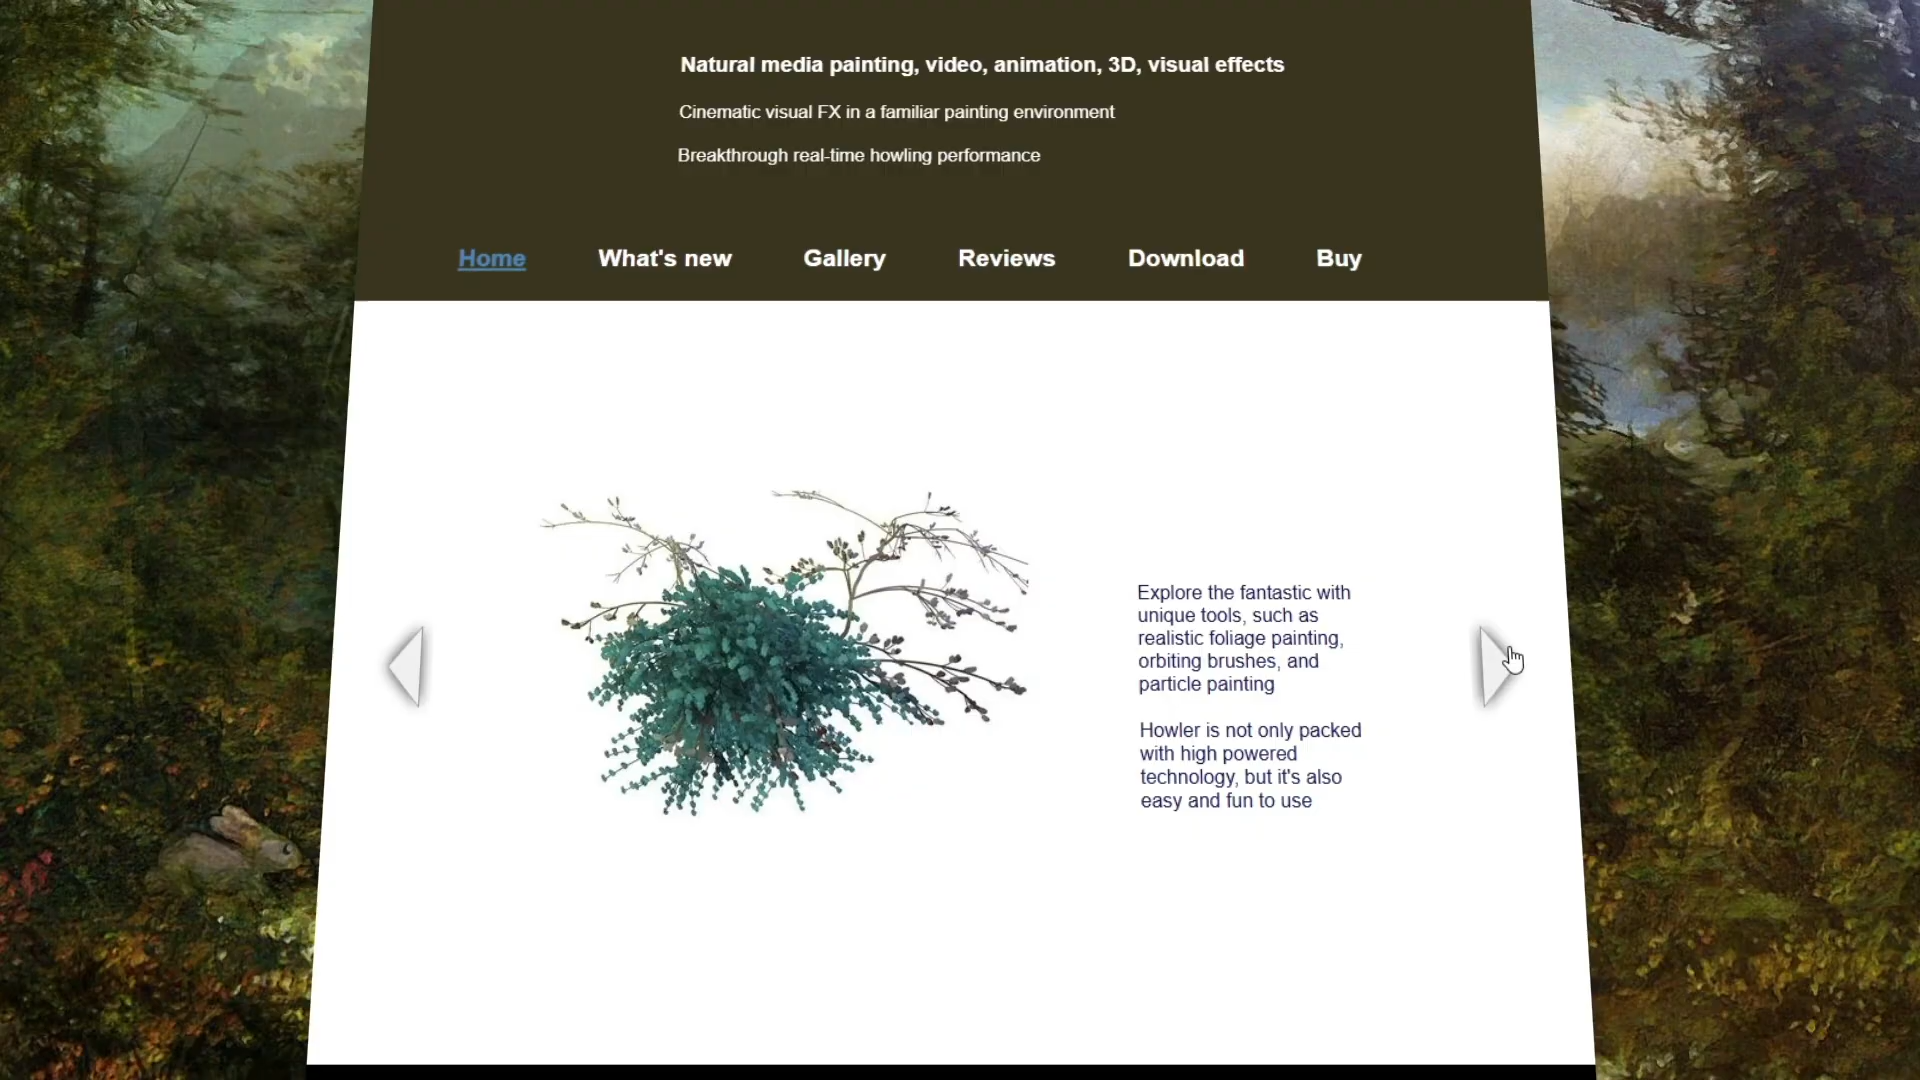 Natural media painting, video, animation, 3D, visual effects
Cinematic visual FX in a familiar painting environment
Breakthrough real-time howling performance
Home
What's new
Gallery
Reviews
Download
Buy
Explore the fantastic with
unique tools, such as
realistic foliage painting,
orbiting brushes, and
particle painting
Howler is not only packed
with high powered
technology, but it's also
easy and fun to use